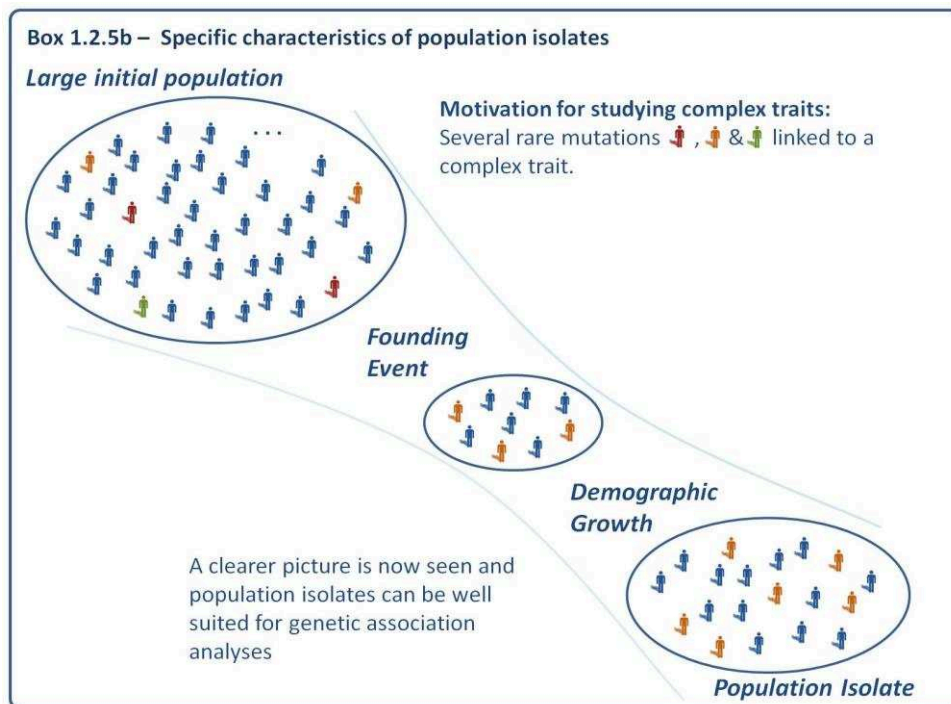 Box 1.2.5b – Specific characteristics of population isolates
Large initial population
...
Motivation for studying complex traits:
Several rare mutations , & linked to a
complex trait.
Founding
Event
Demographic
Growth
A clearer picture is now seen and
population isolates can be well
suited for genetic association
analyses
Population Isolate